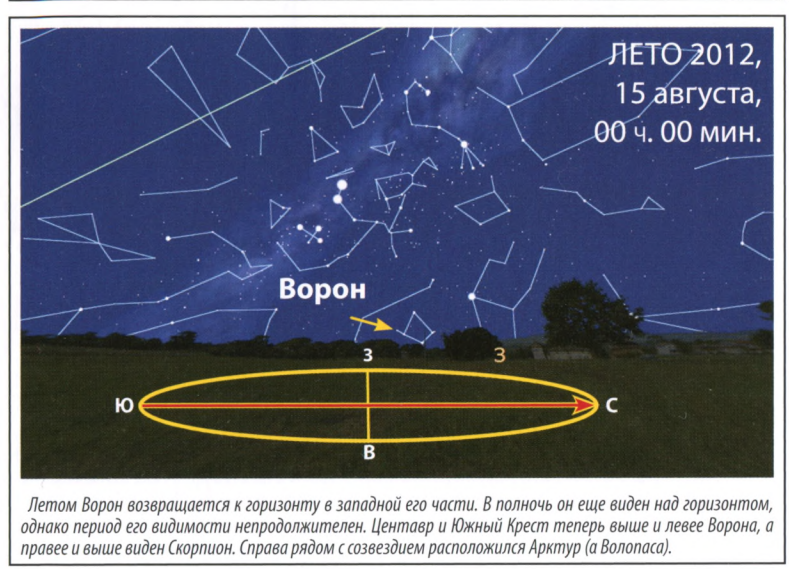 ЛЕТО 2012,
15 августа,
00 ч. 00 мин.
Ворон
З
З
Ю
С
В
Летом Ворон возвращается к горизонту в западной его части. В полночь он еще виден над горизонтом,
однако период его видимости непродолжителен. Центавр и Южный Крест теперь выше и левее Ворона, а
правее и выше виден Скорпион. Справа рядом с созвездием расположился Арктур (α Волопаса).